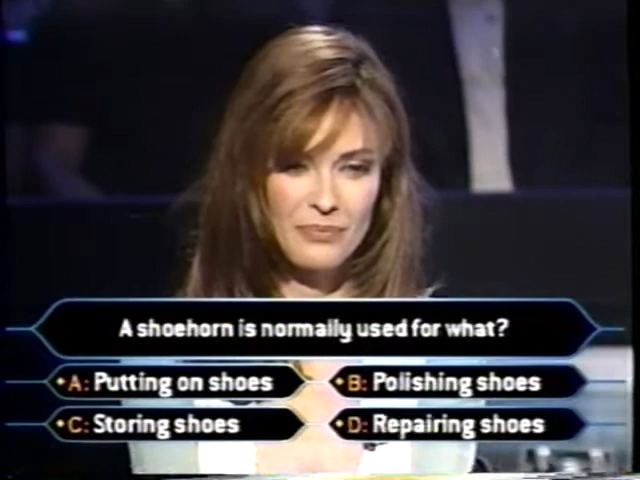 A shoehorn is normally used for what?
A: Putting on shoes
B: Polishing shoes
C: Storing shoes
D: Repairing shoes